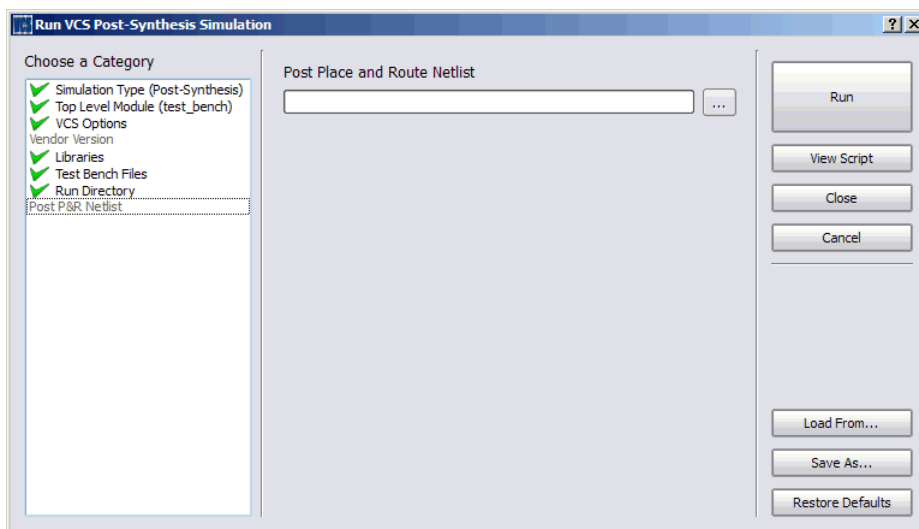 Run VCS Post-Synthesis Simulation
Choose a Category
Simulation Type (Post-Synthesis)
Top Level Module (test_bench)
VCS Options
Vendor Version
Libraries
Test Bench Files
Run Directory
Post P&R Netlist
Post Place and Route Netlist
...
Run
View Script
Close
Cancel
Load From...
Save As...
Restore Defaults